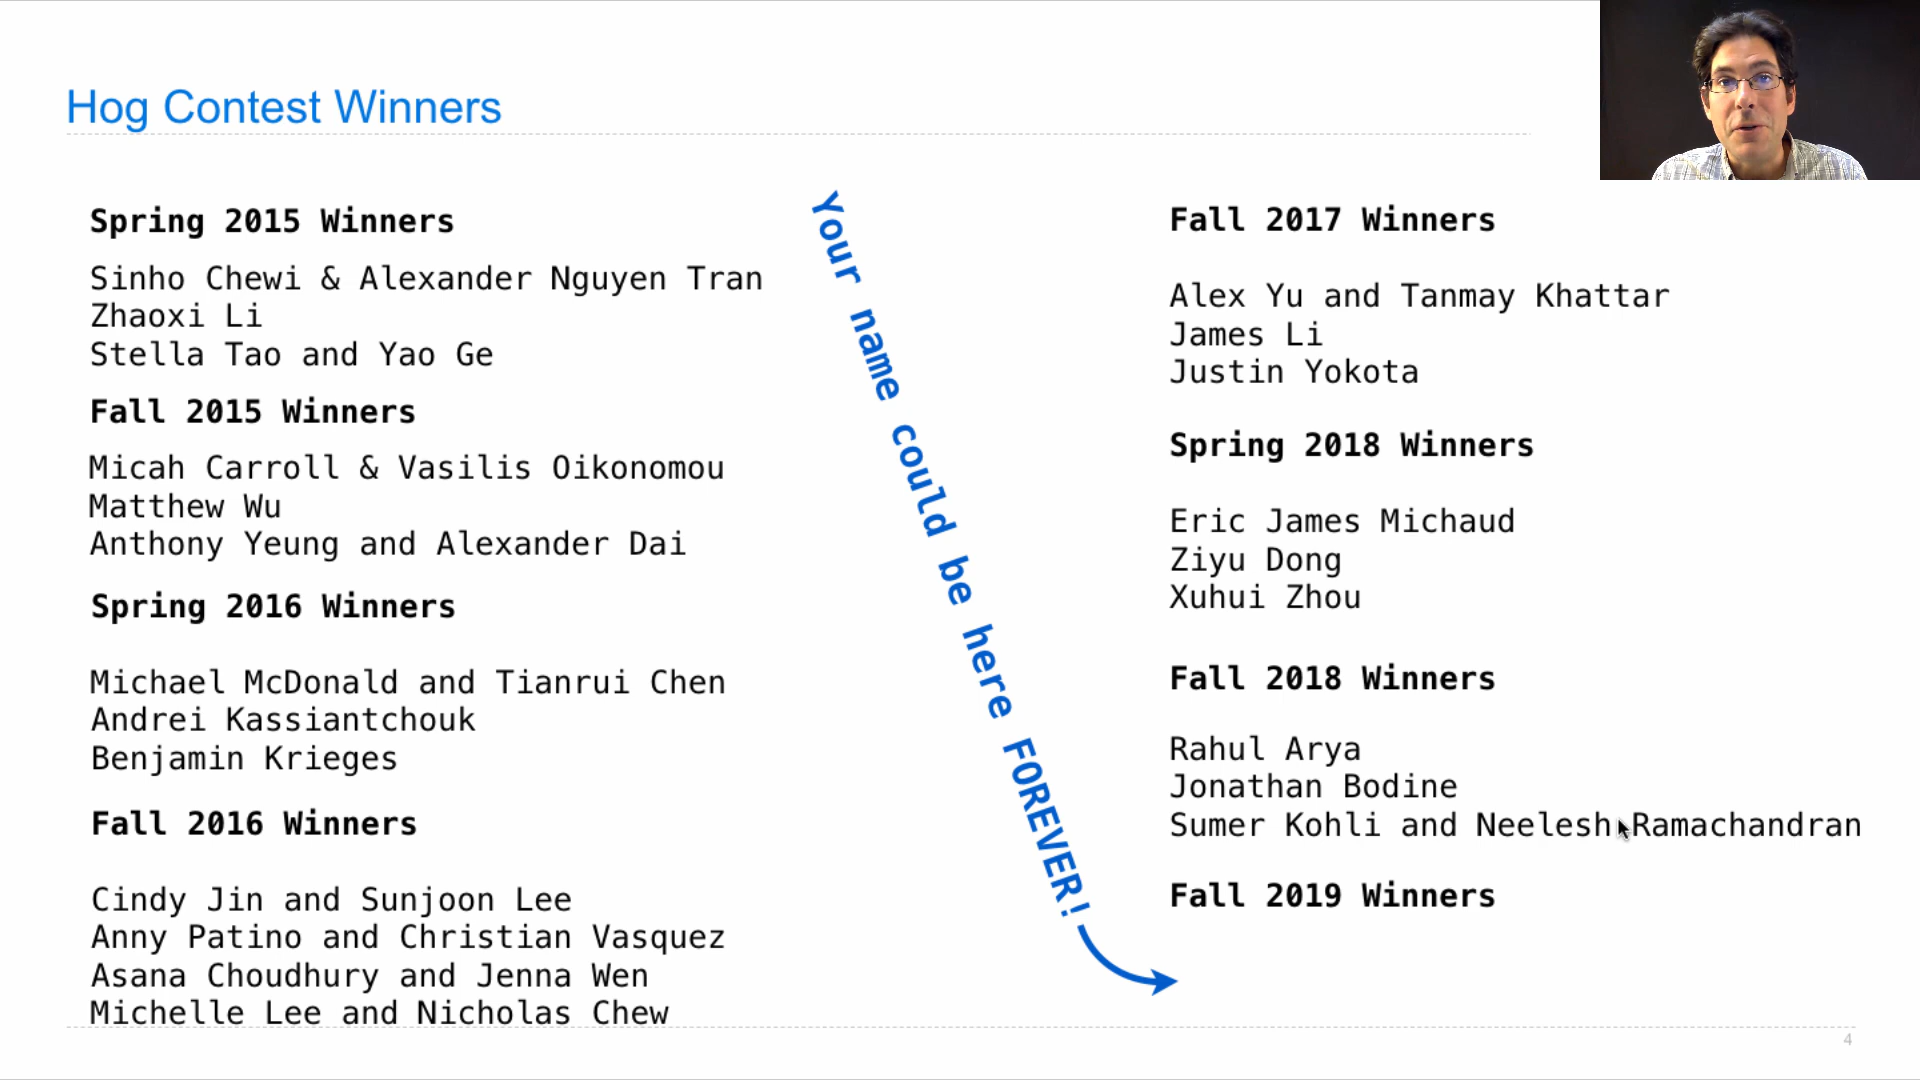 Hog Contest Winners
Spring 2015 Winners
Sinho Chewi & Alexander Nguyen Tran
Zhaoxi Li
Stella Tao and Yao Ge
Fall 2015 Winners
Micah Carroll & Vasilis Oikonomou
Matthew Wu
Anthony Yeung and Alexander Dai
Spring 2016 Winners
Michael McDonald and Tianrui Chen
Andrei Kassiantchouk
Benjamin Krieges
Fall 2016 Winners
Cindy Jin and Sunjoon Lee
Anny Patino and Christian Vasquez
Asana Choudhury and Jenna Wen
Michelle Lee and Nicholas Chew
Your name could be here FOREVER!
Fall 2017 Winners
Alex Yu and Tanmay Khattar
James Li
Justin Yokota
Spring 2018 Winners
Eric James Michaud
Ziyu Dong
Xuhui Zhou
Fall 2018 Winners
Rahul Arya
Jonathan Bodine
Sumer Kohli and Neelesh Ramachandran
Fall 2019 Winners
4